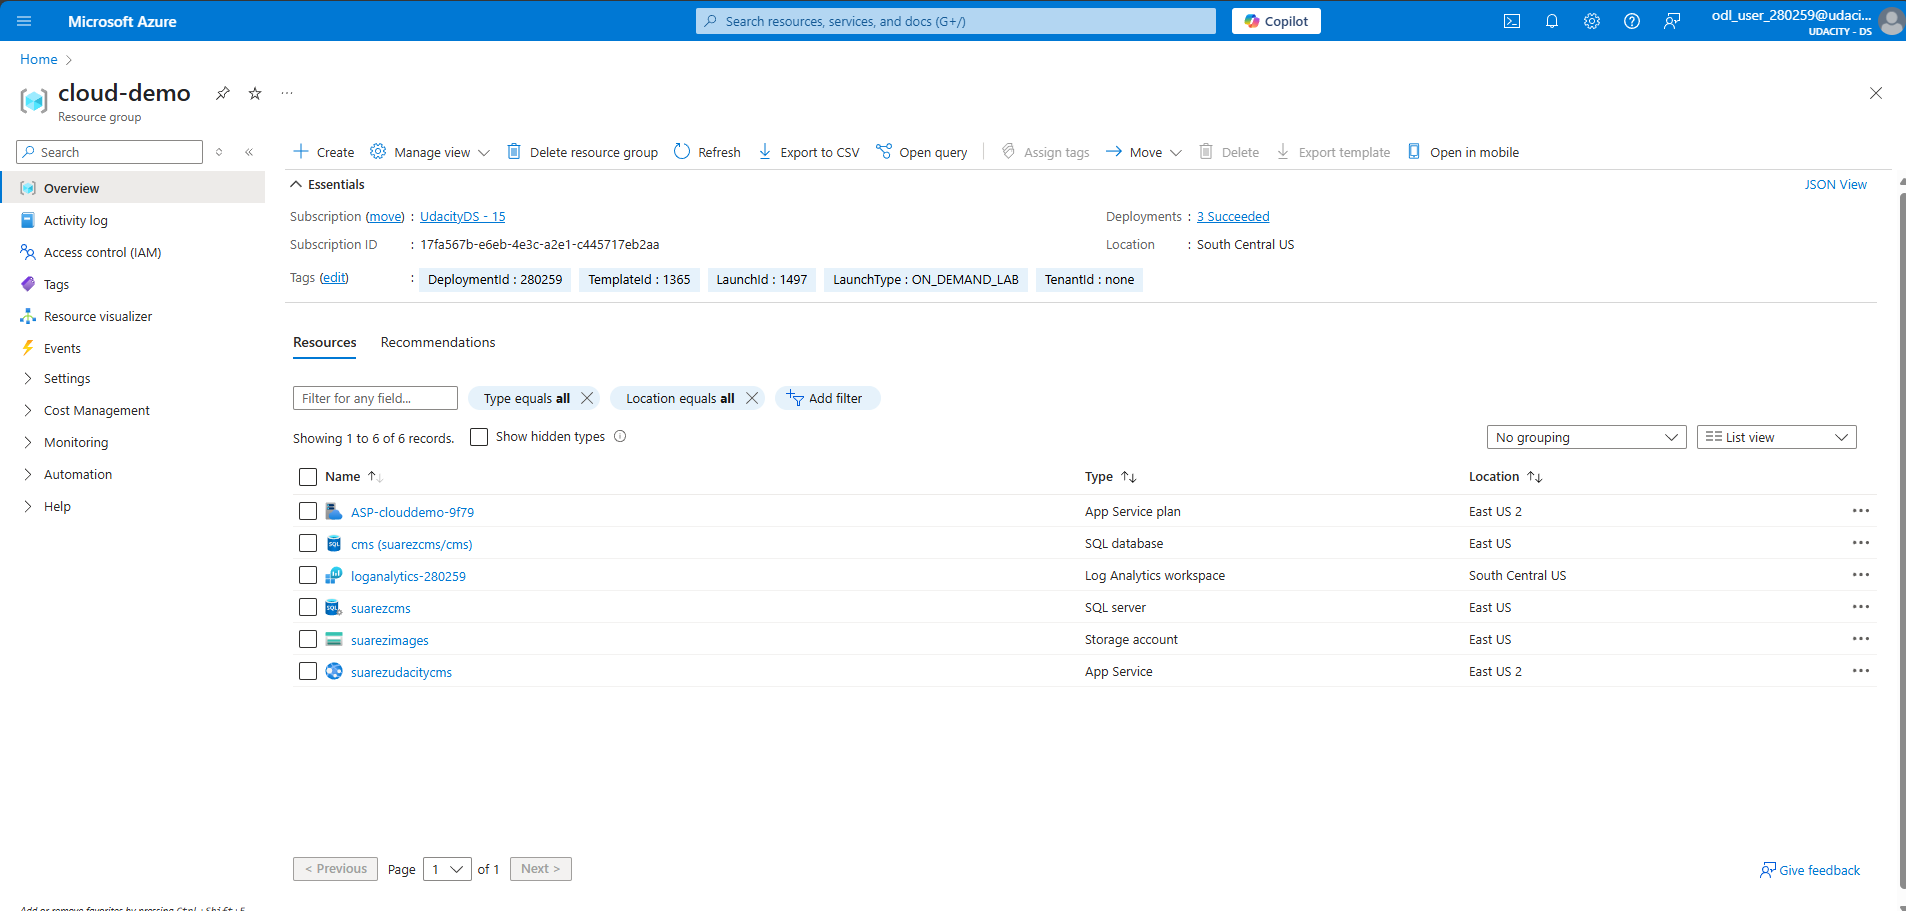 Microsoft Azure
Search resources, services, and docs (G+/)
Copilot
odl_user_280259@udaci...
UDACITY - DS
Home
cloud-demo
Resource group
Search
Create
Manage view
Delete resource group
Refresh
Export to CSV
Open query
Assign tags
Move
Delete
Export template
Open in mobile
Overview
Activity log
Access control (IAM)
Tags
Resource visualizer
Events
Settings
Cost Management
Monitoring
Automation
Help
Essentials
JSON View
Subscription (move) : UdacityDS - 15
Deployments : 3 Succeeded
Subscription ID : 17fa567b-e6eb-4e3c-a2e1-c445717eb2aa
Location : South Central US
Tags (edit) : DeploymentId : 280259 TemplateId : 1365 LaunchId : 1497 LaunchType : ON_DEMAND_LAB TenantId : none
Resources Recommendations
Filter for any field...
Type equals all
Location equals all
Add filter
Showing 1 to 6 of 6 records.
Show hidden types
No grouping
List view
Name Type Location
ASP-clouddemo-9f79 App Service plan East US 2
cms (suarezcms/cms) SQL database East US
loganalytics-280259 Log Analytics workspace South Central US
suarezcms SQL server East US
suarezimages Storage account East US
suarezudacitycms App Service East US 2
< Previous Page 1 of 1 Next >
Give feedback
Add or remove favorites by pressing Ctrl+Shift+F